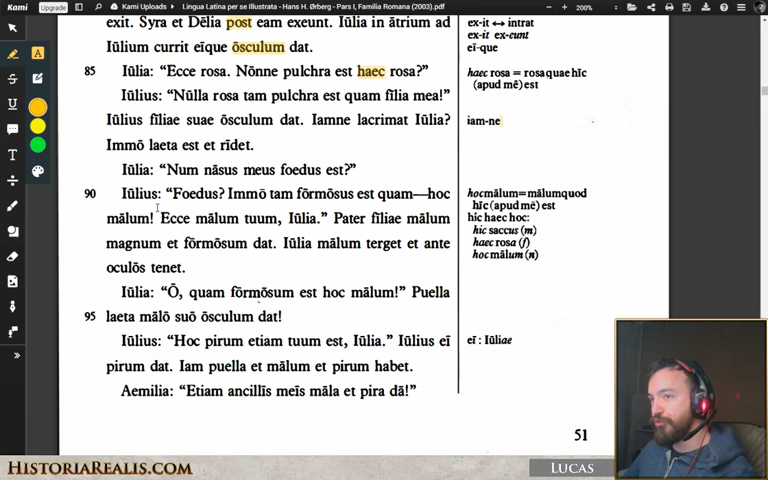 Kami
Upgrade
Kami Uploads
Lingua Latina per se Illustrata - Hans H. Ørberg - Pars I, Familia Romana (2003).pdf
200%
exit. Syra et Dēlia post eam exeunt. Iūlia in ātrium ad
Iūlium currit eīque ōsculum dat.
85 Iūlia: “Ecce rosa. Nōnne pulchra est haec rosa?”
Iūlius: “Nūlla rosa tam pulchra est quam fīlia mea!”
Iūlius fīliae suae ōsculum dat. Iamne lacrimat Iūlia?
Immō laeta est et rīdet.
Iūlia: “Num nāsus meus foedus est?”
90 Iūlius: “Foedus? Immō tam fōrmōsus est quam—hoc
mālum! Ecce mālum tuum, Iūlia.” Pater fīliae mālum
magnum et fōrmōsum dat. Iūlia mālum terget et ante
oculōs tenet.
Iūlia: “Ō, quam fōrmōsum est hoc mālum!” Puella
95 laeta mālō suō ōsculum dat!
Iūlius: “Hoc pirum etiam tuum est, Iūlia.” Iūlius eī
pirum dat. Iam puella et mālum et pirum habet.
Aemilia: “Etiam ancillīs meīs māla et pira dā!”
51
ex-it ↔ intrat
ex-it ex-eunt
eī-que
haec rosa = rosa quae hīc
(apud mē) est
iam-ne
hoc mālum = mālum quod
hīc (apud mē) est
hic haec hoc:
hic saccus (m)
haec rosa (f)
hoc mālum (n)
eī : Iūliae
HISTORIAREALIS.COM
LUCAS